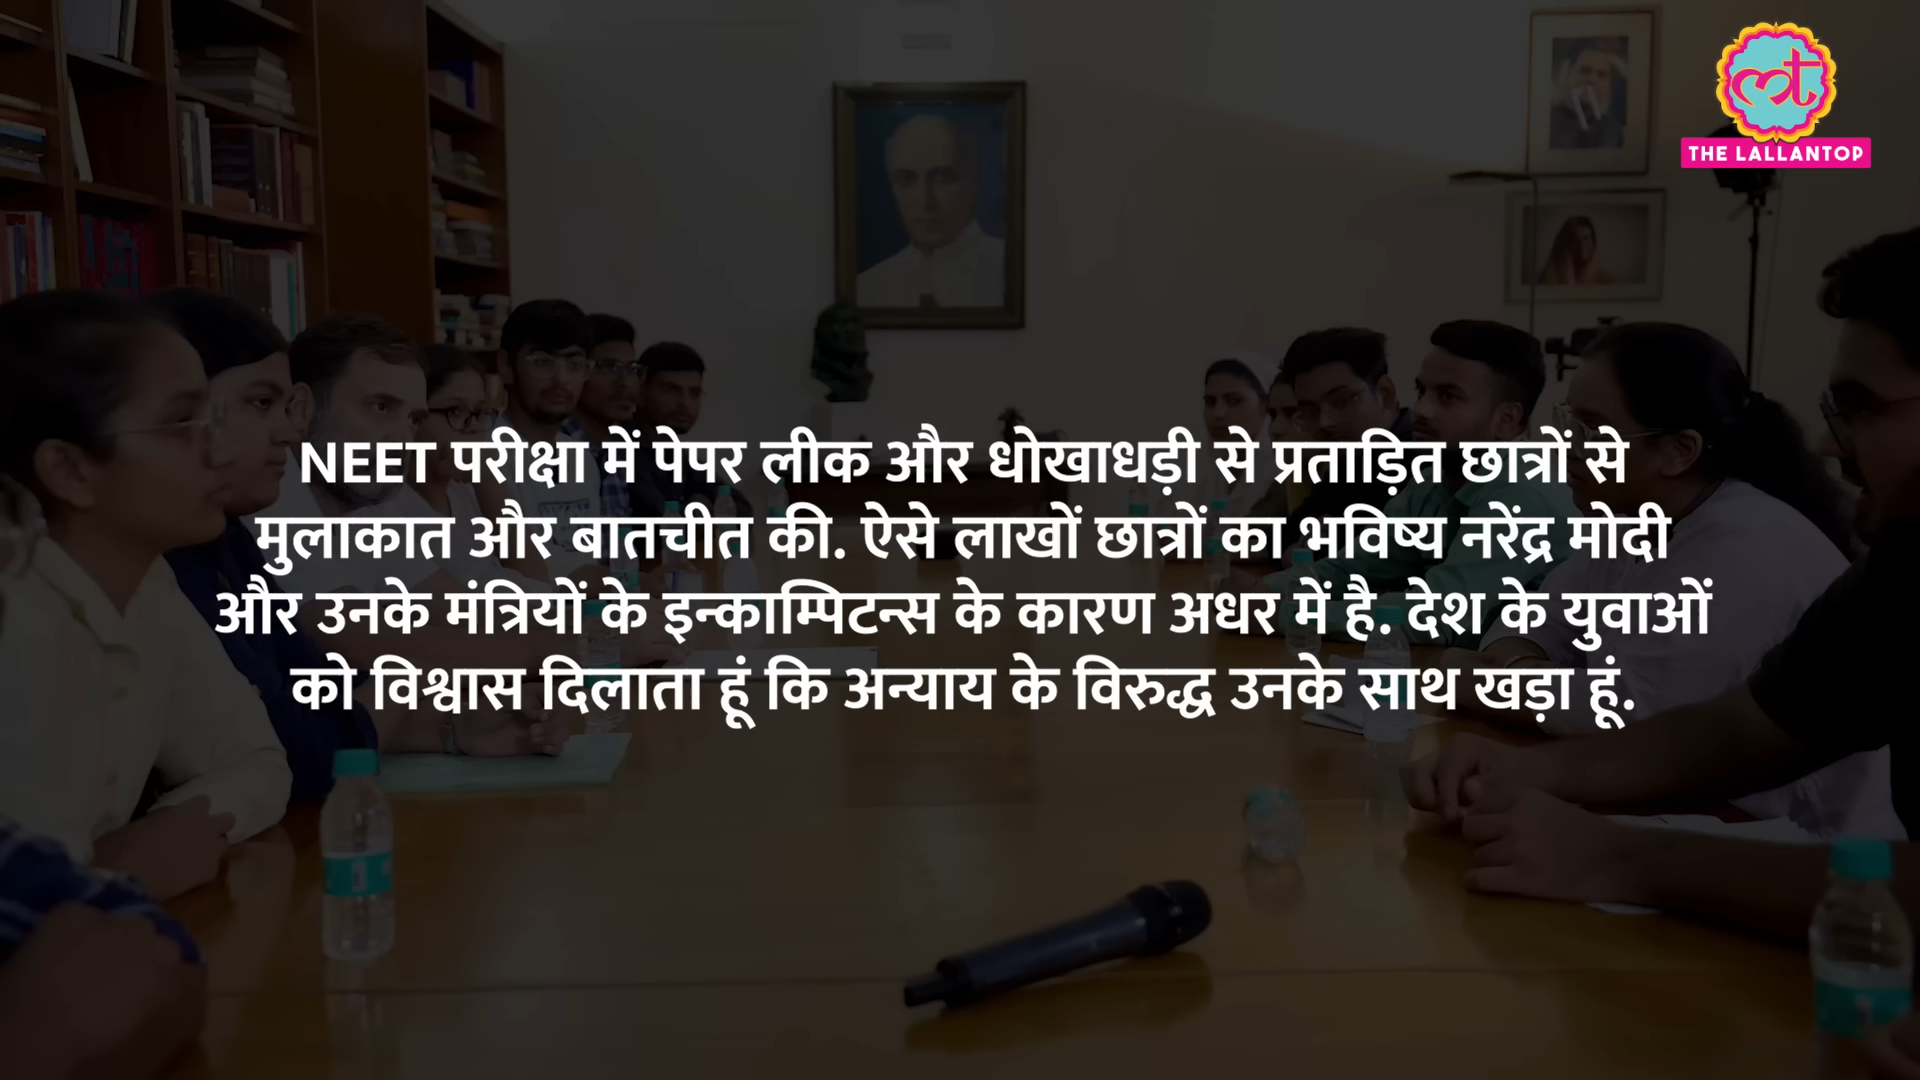 THE LALLANTOP
NEET परीक्षा में पेपर लीक और धोखाधड़ी से प्रताड़ित छात्रों से
मुलाकात और बातचीत की. ऐसे लाखों छात्रों का भविष्य नरेंद्र मोदी
और उनके मंत्रियों के इन्काम्पिटन्स के कारण अधर में है. देश के युवाओं
को विश्वास दिलाता हूं कि अन्याय के विरुद्ध उनके साथ खड़ा हूं.